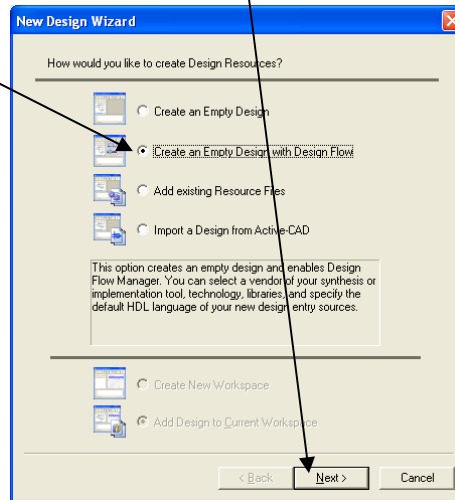 New Design Wizard
How would you like to create Design Resources?
Create an Empty Design
Create an Empty Design with Design Flow
Add existing Resource Files
Import a Design from Active-CAD
This option creates an empty design and enables Design
Flow Manager. You can select a vendor of your synthesis or
implementation tool, technology, libraries, and specify the
default HDL language of your new design entry sources.
Create New Workspace
Add Design to Current Workspace
< Back Next > Cancel